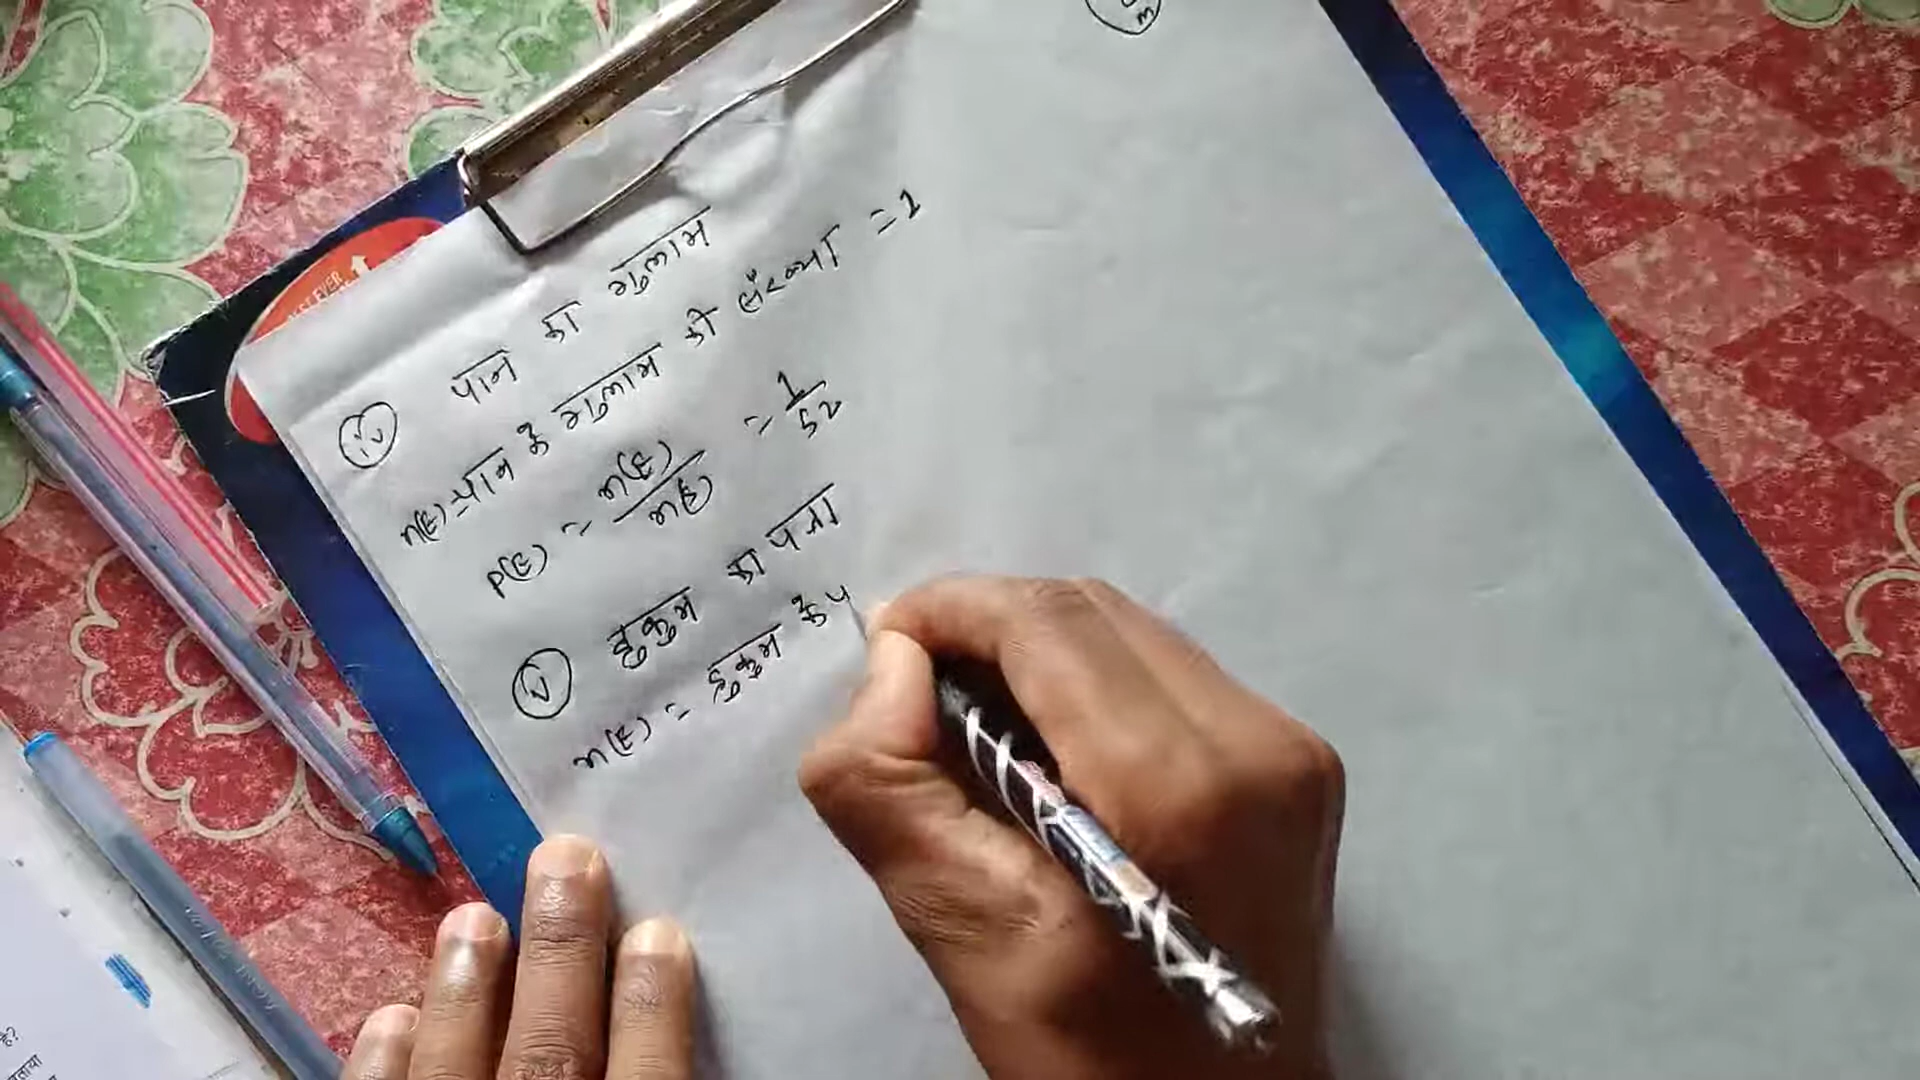 (iv) पान का गुलाम
n(E) = पान के गुलाम की संख्या = 1
P(E) = n(E)/n(S) = 1/52
(v) हुकुम का पत्ता
n(E) = हुकुम के प
है?